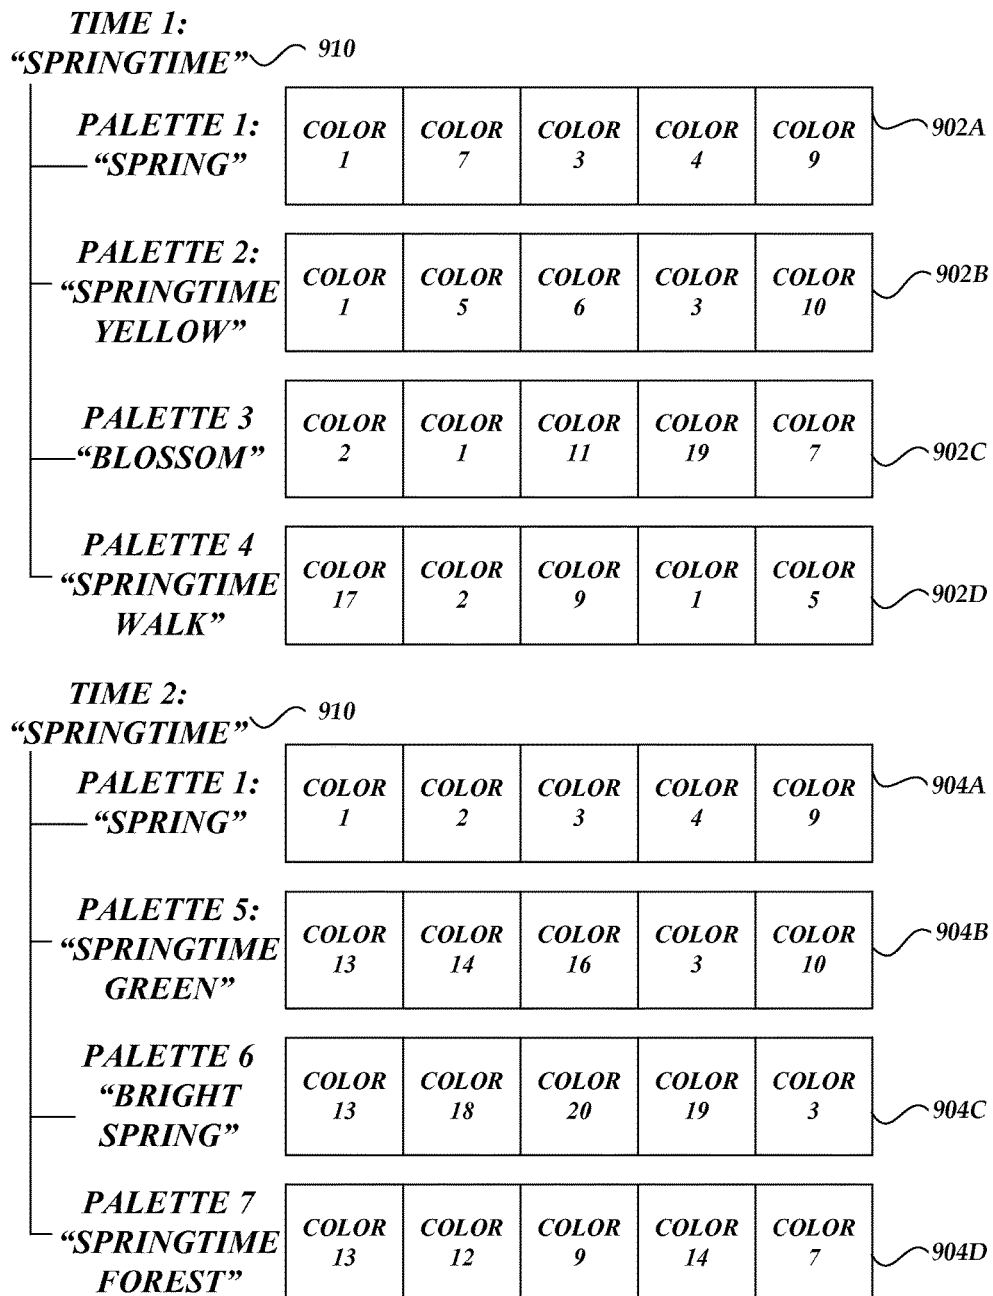 TIME 1:
“SPRINGTIME” 910
PALETTE 1:
“SPRING”
COLOR COLOR COLOR COLOR COLOR
1 7 3 4 9
902A
PALETTE 2:
“SPRINGTIME
YELLOW”
COLOR COLOR COLOR COLOR COLOR
1 5 6 3 10
902B
PALETTE 3
“BLOSSOM”
COLOR COLOR COLOR COLOR COLOR
2 1 11 19 7
902C
PALETTE 4
“SPRINGTIME
WALK”
COLOR COLOR COLOR COLOR COLOR
17 2 9 1 5
902D
TIME 2:
“SPRINGTIME” 910
PALETTE 1:
“SPRING”
COLOR COLOR COLOR COLOR COLOR
1 2 3 4 9
904A
PALETTE 5:
“SPRINGTIME
GREEN”
COLOR COLOR COLOR COLOR COLOR
13 14 16 3 10
904B
PALETTE 6
“BRIGHT
SPRING”
COLOR COLOR COLOR COLOR COLOR
13 18 20 19 3
904C
PALETTE 7
“SPRINGTIME
FOREST”
COLOR COLOR COLOR COLOR COLOR
13 12 9 14 7
904D